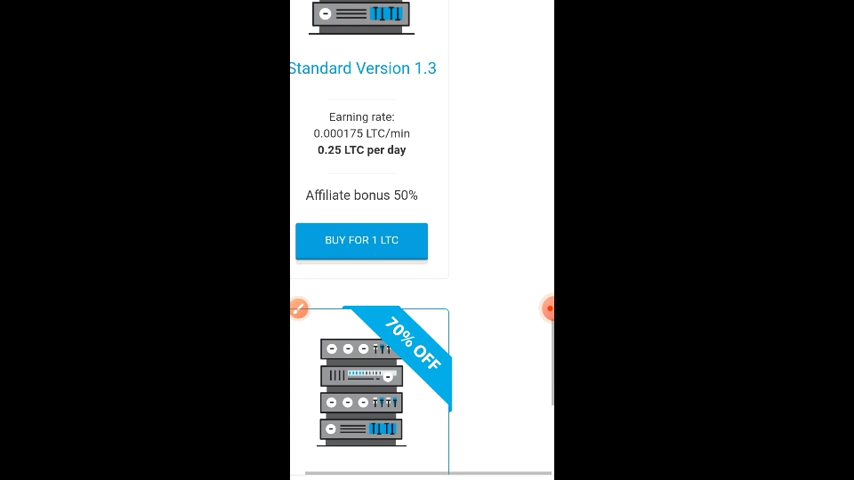 Standard Version 1.3
Earning rate:
0.000175 LTC/min
0.25 LTC per day
Affiliate bonus 50%
BUY FOR 1 LTC
70% OFF